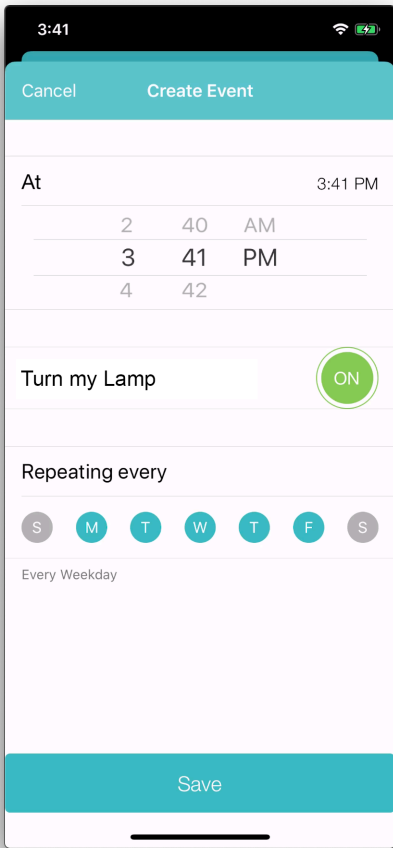 3:41
Cancel Create Event
At 3:41 PM
2 40 AM
3 41 PM
4 42
Turn my Lamp ON
Repeating every
S M T W T F S
Every Weekday
Save